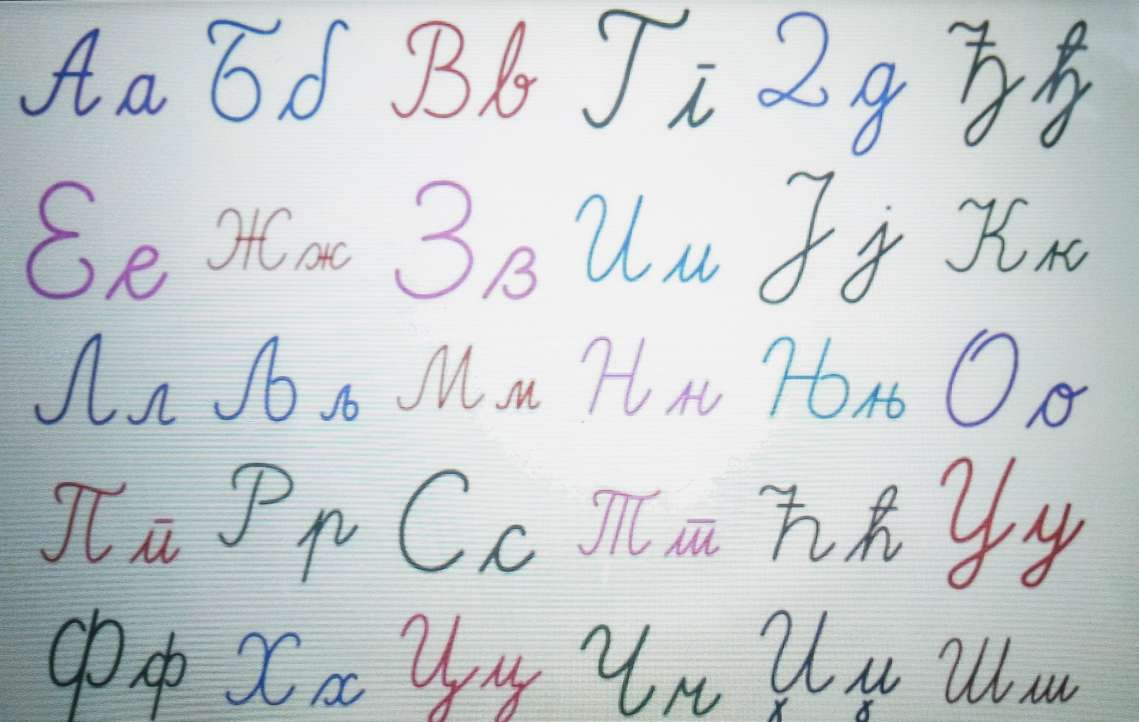 Аа Бб Вв Гг Дд Ђђ
Ее Жж Зз Ии Јј Кк
Лл Љљ Мм Нн Њњ Оо
Пп Рр Сс Тт Ћћ Уу
Фф Хх Цц Чч Џџ Шш